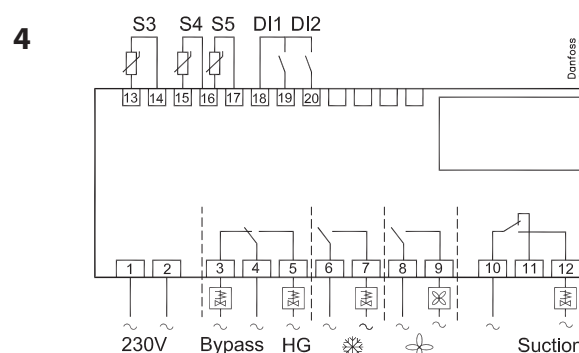 4
S3 S4 S5 DI1 DI2
Danfoss
13 14 15 16 17 18 19 20
1 2 3 4 5 6 7 8 9 10 11 12
230V Bypass HG Suction